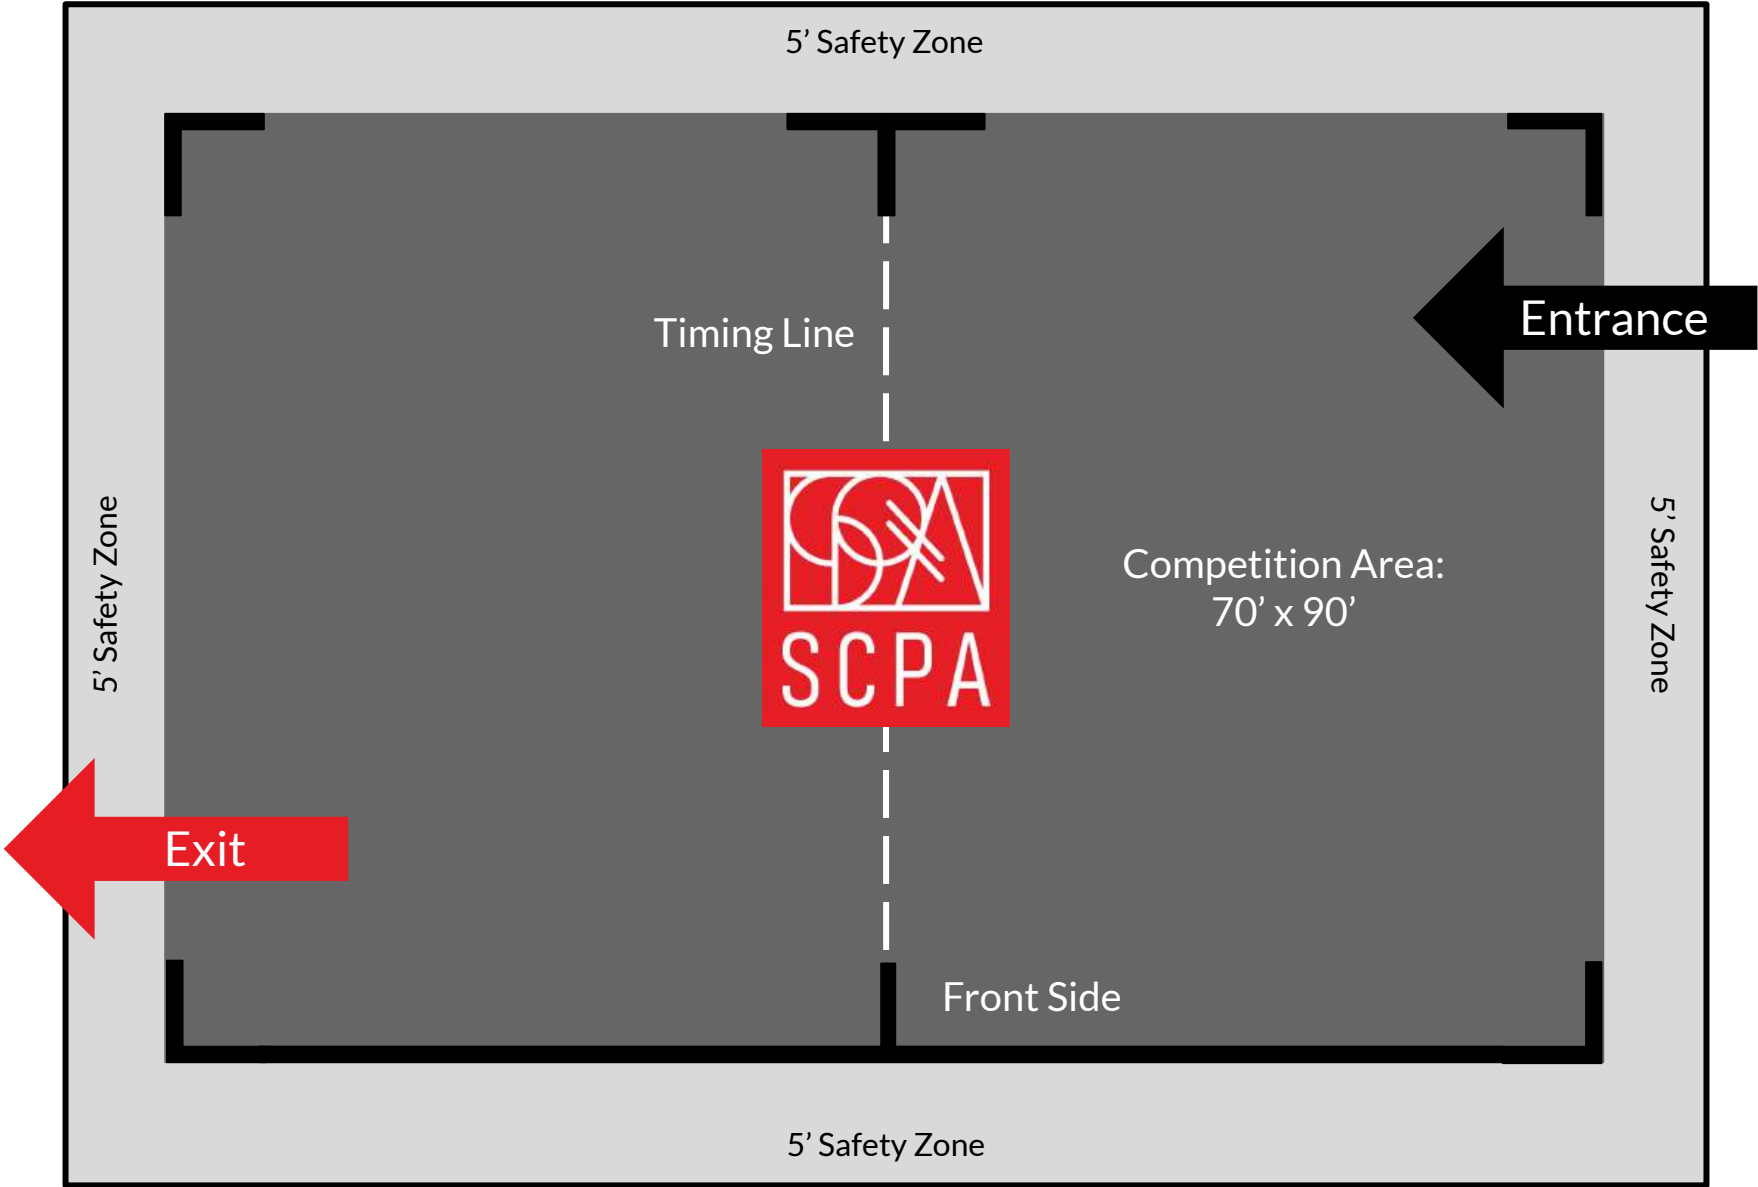 5’ Safety Zone
Timing Line
Entrance
5’ Safety Zone
SCPA
Competition Area:
70’ x 90’
5’ Safety Zone
Exit
Front Side
5’ Safety Zone